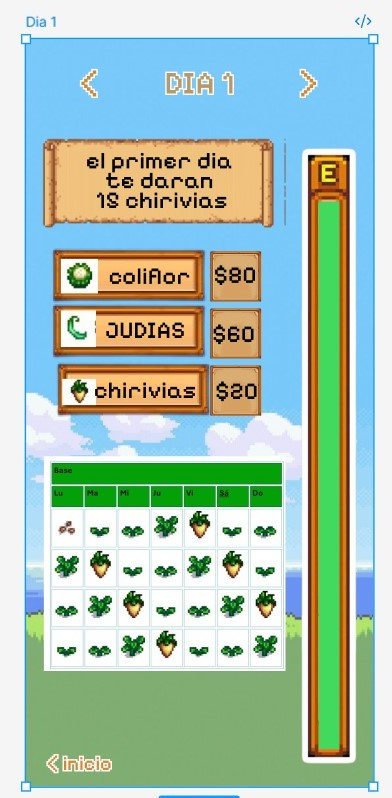 Dia 1
</>
DIA 1
el primer dia
te daran
18 chirivias
E
coliflor $80
JUDIAS $60
chirivias $20
Base
Lu Ma Mi Ju Vi Sá Do
< inicio